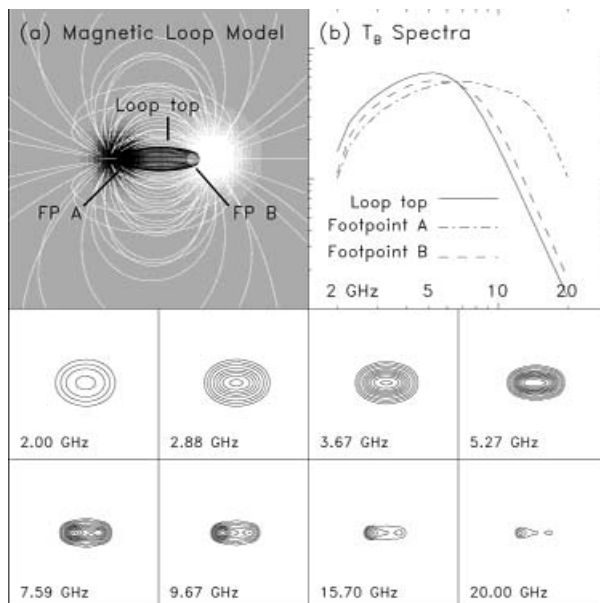 (a) Magnetic Loop Model
Loop top
FP A
FP B
(b) T_B Spectra
Loop top
Footpoint A
Footpoint B
2 GHz 5 10 20
2.00 GHz
2.88 GHz
3.67 GHz
5.27 GHz
7.59 GHz
9.67 GHz
15.70 GHz
20.00 GHz